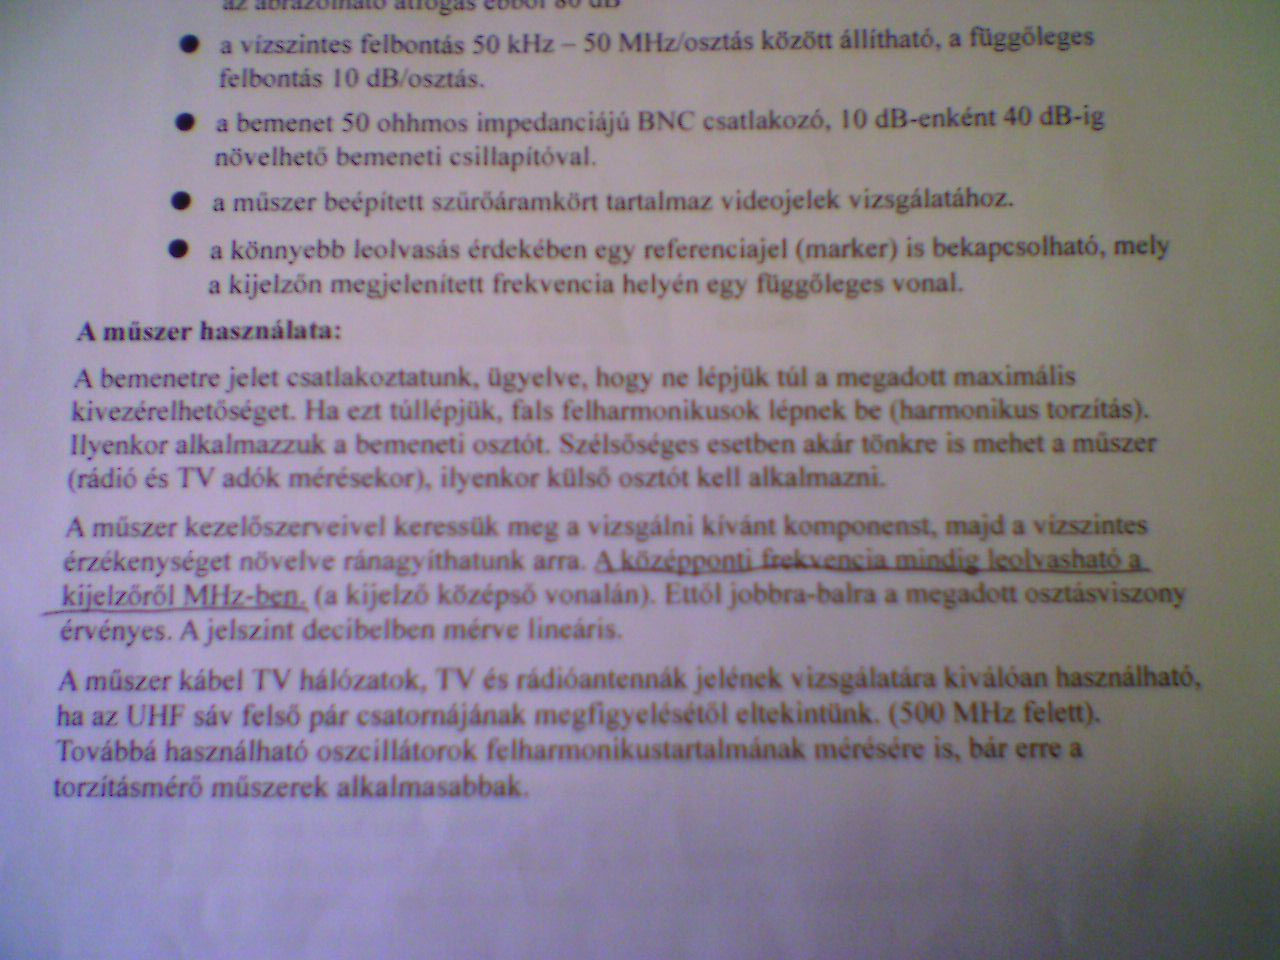 az ábrázolható átfogás ebből 80 dB
● a vízszintes felbontás 50 kHz – 50 MHz/osztás között állítható, a függőleges
felbontás 10 dB/osztás.
● a bemenet 50 ohhmos impedanciájú BNC csatlakozó, 10 dB-enként 40 dB-ig
növelhető bemeneti csillapítóval.
● a műszer beépített szűrőáramkört tartalmaz videojelek vizsgálatához.
● a könnyebb leolvasás érdekében egy referenciajel (marker) is bekapcsolható, mely
a kijelzőn megjelenített frekvencia helyén egy függőleges vonal.
A műszer használata:
A bemenetre jelet csatlakoztatunk, ügyelve, hogy ne lépjük túl a megadott maximális
kivezérelhetőséget. Ha ezt túllépjük, fals felharmonikusok lépnek be (harmonikus torzítás).
Ilyenkor alkalmazzuk a bemeneti osztót. Szélsőséges esetben akár tönkre is mehet a műszer
(rádió és TV adók mérésekor), ilyenkor külső osztót kell alkalmazni.
A műszer kezelőszerveivel keressük meg a vizsgálni kívánt komponenst, majd a vízszintes
érzékenységet növelve ránagyíthatunk arra. A középponti frekvencia mindig leolvasható a
kijelzőről MHz-ben. (a kijelző középső vonalán). Ettől jobbra-balra a megadott osztásviszony
érvényes. A jelszint decibelben mérve lineáris.
A műszer kábel TV hálózatok, TV és rádióantennák jelének vizsgálatára kiválóan használható,
ha az UHF sáv felső pár csatornájának megfigyelésétől eltekintünk. (500 MHz felett).
Továbbá használható oszcillátorok felharmonikustartalmának mérésére is, bár erre a
torzításmérő műszerek alkalmasabbak.